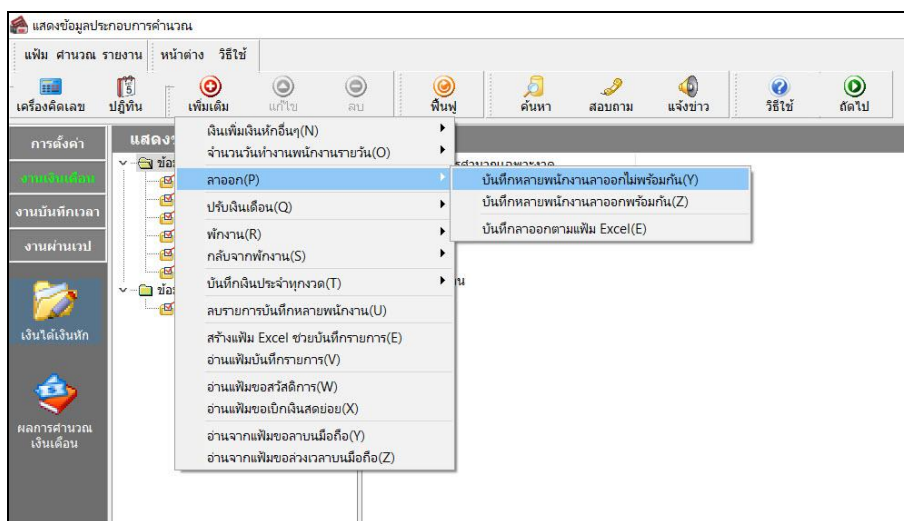 แสดงข้อมูลประกอบการคำนวณ
แฟ้ม คำนวณ รายงาน หน้าต่าง วิธีใช้
เครื่องคิดเลข ปฏิทิน เพิ่มเติม แก้ไข ลบ ฟื้นฟู ค้นหา สอบถาม แจ้งข่าว วิธีใช้ ถัดไป
การตั้งค่า
งานเงินเดือน
งานบันทึกเวลา
งานผ่านเวป
เงินได้เงินหัก
ผลการคำนวณ
เงินเดือน
แสดง
ข้อ
ข้อ
เงินเพิ่มเงินหักอื่นๆ(N)
จำนวนวันทำงานพนักงานรายวัน(O)
ลาออก(P)
ปรับเงินเดือน(Q)
พักงาน(R)
กลับจากพักงาน(S)
บันทึกเงินประจำทุกงวด(T)
ลบรายการบันทึกหลายพนักงาน(U)
สร้างแฟ้ม Excel ช่วยบันทึกรายการ(E)
อ่านแฟ้มบันทึกรายการ(V)
อ่านแฟ้มขอสวัสดิการ(W)
อ่านแฟ้มขอเบิกเงินสดย่อย(X)
อ่านจากแฟ้มขอลาบนมือถือ(Y)
อ่านจากแฟ้มขอล่วงเวลาบนมือถือ(Z)
บันทึกหลายพนักงานลาออกไม่พร้อมกัน(Y)
บันทึกหลายพนักงานลาออกพร้อมกัน(Z)
บันทึกลาออกตามแฟ้ม Excel(E)